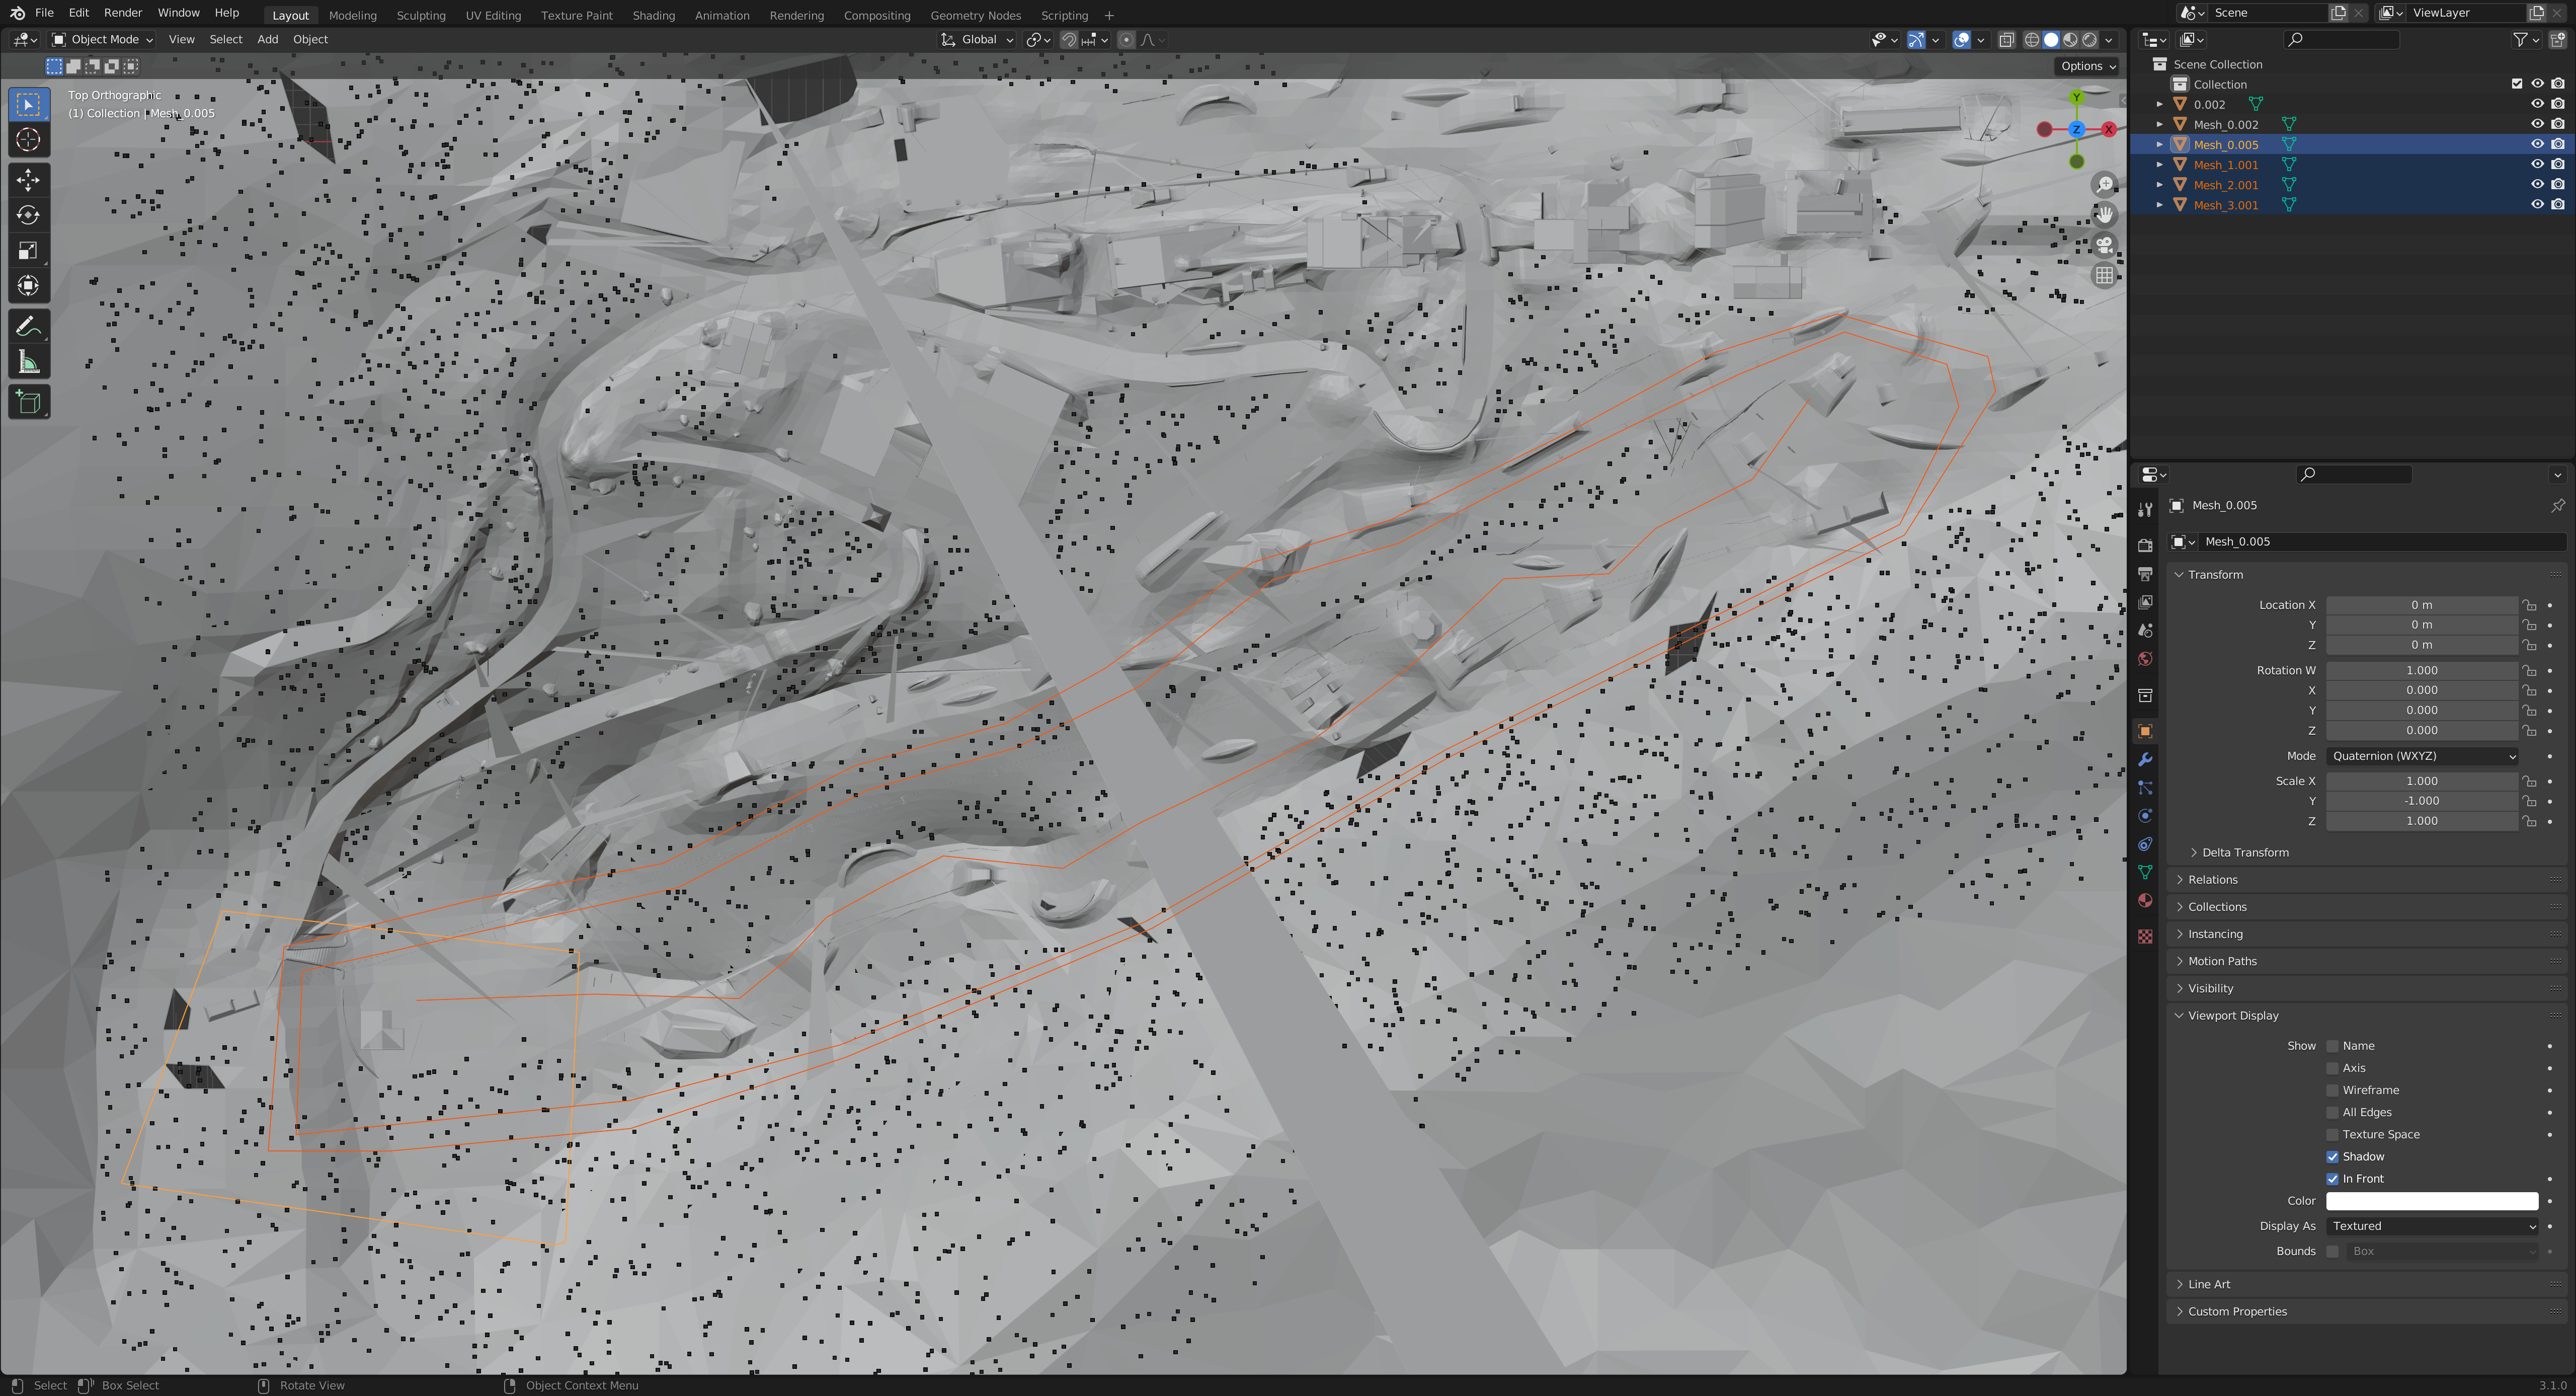 File Edit Render Window Help Layout Modeling Sculpting UV Editing Texture Paint Shading Animation Rendering Compositing Geometry Nodes Scripting + Scene ViewLayer
Object Mode View Select Add Object Global
Options
Top Orthographic
(1) Collection | Mesh_0.005
Y
Z
X
Scene Collection
Collection
0.002
Mesh_0.002
Mesh_0.005
Mesh_1.001
Mesh_2.001
Mesh_3.001
Mesh_0.005
Mesh_0.005
Transform
Location X 0 m
Y 0 m
Z 0 m
Rotation W 1.000
X 0.000
Y 0.000
Z 0.000
Mode Quaternion (WXYZ)
Scale X 1.000
Y -1.000
Z 1.000
Delta Transform
Relations
Collections
Instancing
Motion Paths
Visibility
Viewport Display
Show Name
Axis
Wireframe
All Edges
Texture Space
Shadow
In Front
Color
Display As Textured
Bounds Box
Line Art
Custom Properties
Select Box Select Rotate View Object Context Menu 3.1.0